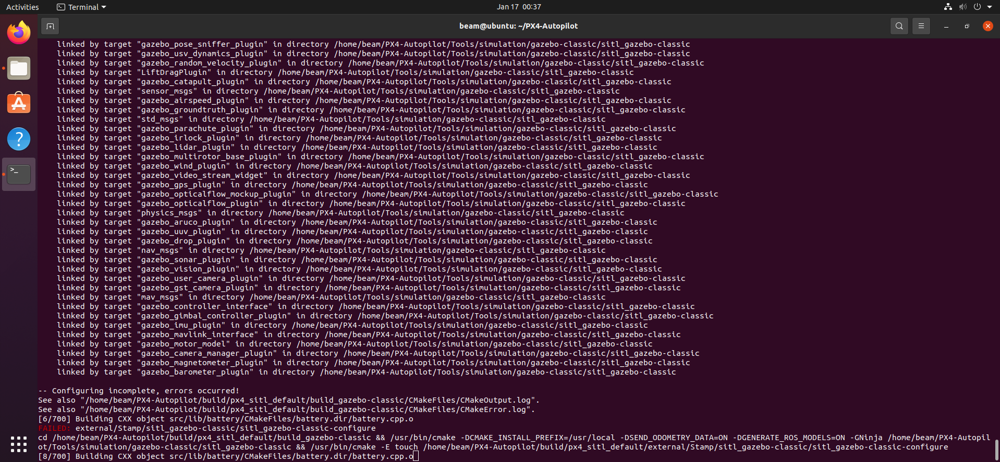 Activities Terminal Jan 17 00:37
beam@ubuntu: ~/PX4-Autopilot
linked by target "gazebo_pose_sniffer_plugin" in directory /home/beam/PX4-Autopilot/Tools/simulation/gazebo-classic/sitl_gazebo-classic
linked by target "gazebo_usv_dynamics_plugin" in directory /home/beam/PX4-Autopilot/Tools/simulation/gazebo-classic/sitl_gazebo-classic
linked by target "gazebo_random_velocity_plugin" in directory /home/beam/PX4-Autopilot/Tools/simulation/gazebo-classic/sitl_gazebo-classic
linked by target "LiftDragPlugin" in directory /home/beam/PX4-Autopilot/Tools/simulation/gazebo-classic/sitl_gazebo-classic
linked by target "gazebo_catapult_plugin" in directory /home/beam/PX4-Autopilot/Tools/simulation/gazebo-classic/sitl_gazebo-classic
linked by target "sensor_msgs" in directory /home/beam/PX4-Autopilot/Tools/simulation/gazebo-classic/sitl_gazebo-classic
linked by target "gazebo_airspeed_plugin" in directory /home/beam/PX4-Autopilot/Tools/simulation/gazebo-classic/sitl_gazebo-classic
linked by target "gazebo_groundtruth_plugin" in directory /home/beam/PX4-Autopilot/Tools/simulation/gazebo-classic/sitl_gazebo-classic
linked by target "std_msgs" in directory /home/beam/PX4-Autopilot/Tools/simulation/gazebo-classic/sitl_gazebo-classic
linked by target "gazebo_parachute_plugin" in directory /home/beam/PX4-Autopilot/Tools/simulation/gazebo-classic/sitl_gazebo-classic
linked by target "gazebo_irlock_plugin" in directory /home/beam/PX4-Autopilot/Tools/simulation/gazebo-classic/sitl_gazebo-classic
linked by target "gazebo_lidar_plugin" in directory /home/beam/PX4-Autopilot/Tools/simulation/gazebo-classic/sitl_gazebo-classic
linked by target "gazebo_multirotor_base_plugin" in directory /home/beam/PX4-Autopilot/Tools/simulation/gazebo-classic/sitl_gazebo-classic
linked by target "gazebo_wind_plugin" in directory /home/beam/PX4-Autopilot/Tools/simulation/gazebo-classic/sitl_gazebo-classic
linked by target "gazebo_video_stream_widget" in directory /home/beam/PX4-Autopilot/Tools/simulation/gazebo-classic/sitl_gazebo-classic
linked by target "gazebo_gps_plugin" in directory /home/beam/PX4-Autopilot/Tools/simulation/gazebo-classic/sitl_gazebo-classic
linked by target "gazebo_opticalflow_mockup_plugin" in directory /home/beam/PX4-Autopilot/Tools/simulation/gazebo-classic/sitl_gazebo-classic
linked by target "gazebo_opticalflow_plugin" in directory /home/beam/PX4-Autopilot/Tools/simulation/gazebo-classic/sitl_gazebo-classic
linked by target "physics_msgs" in directory /home/beam/PX4-Autopilot/Tools/simulation/gazebo-classic/sitl_gazebo-classic
linked by target "gazebo_aruco_plugin" in directory /home/beam/PX4-Autopilot/Tools/simulation/gazebo-classic/sitl_gazebo-classic
linked by target "gazebo_uuv_plugin" in directory /home/beam/PX4-Autopilot/Tools/simulation/gazebo-classic/sitl_gazebo-classic
linked by target "gazebo_drop_plugin" in directory /home/beam/PX4-Autopilot/Tools/simulation/gazebo-classic/sitl_gazebo-classic
linked by target "nav_msgs" in directory /home/beam/PX4-Autopilot/Tools/simulation/gazebo-classic/sitl_gazebo-classic
linked by target "gazebo_sonar_plugin" in directory /home/beam/PX4-Autopilot/Tools/simulation/gazebo-classic/sitl_gazebo-classic
linked by target "gazebo_vision_plugin" in directory /home/beam/PX4-Autopilot/Tools/simulation/gazebo-classic/sitl_gazebo-classic
linked by target "gazebo_user_camera_plugin" in directory /home/beam/PX4-Autopilot/Tools/simulation/gazebo-classic/sitl_gazebo-classic
linked by target "gazebo_gst_camera_plugin" in directory /home/beam/PX4-Autopilot/Tools/simulation/gazebo-classic/sitl_gazebo-classic
linked by target "mav_msgs" in directory /home/beam/PX4-Autopilot/Tools/simulation/gazebo-classic/sitl_gazebo-classic
linked by target "gazebo_controller_interface" in directory /home/beam/PX4-Autopilot/Tools/simulation/gazebo-classic/sitl_gazebo-classic
linked by target "gazebo_gimbal_controller_plugin" in directory /home/beam/PX4-Autopilot/Tools/simulation/gazebo-classic/sitl_gazebo-classic
linked by target "gazebo_imu_plugin" in directory /home/beam/PX4-Autopilot/Tools/simulation/gazebo-classic/sitl_gazebo-classic
linked by target "gazebo_mavlink_interface" in directory /home/beam/PX4-Autopilot/Tools/simulation/gazebo-classic/sitl_gazebo-classic
linked by target "gazebo_motor_model" in directory /home/beam/PX4-Autopilot/Tools/simulation/gazebo-classic/sitl_gazebo-classic
linked by target "gazebo_camera_manager_plugin" in directory /home/beam/PX4-Autopilot/Tools/simulation/gazebo-classic/sitl_gazebo-classic
linked by target "gazebo_magnetometer_plugin" in directory /home/beam/PX4-Autopilot/Tools/simulation/gazebo-classic/sitl_gazebo-classic
linked by target "gazebo_barometer_plugin" in directory /home/beam/PX4-Autopilot/Tools/simulation/gazebo-classic/sitl_gazebo-classic
-- Configuring incomplete, errors occurred!
See also "/home/beam/PX4-Autopilot/build/px4_sitl_default/build_gazebo-classic/CMakeFiles/CMakeOutput.log".
See also "/home/beam/PX4-Autopilot/build/px4_sitl_default/build_gazebo-classic/CMakeFiles/CMakeError.log".
[6/700] Building CXX object src/lib/battery/CMakeFiles/battery.dir/battery.cpp.o
FAILED: external/Stamp/sitl_gazebo-classic/sitl_gazebo-classic-configure
cd /home/beam/PX4-Autopilot/build/px4_sitl_default/build_gazebo-classic && /usr/bin/cmake -DCMAKE_INSTALL_PREFIX=/usr/local -DSEND_ODOMETRY_DATA=ON -DGENERATE_ROS_MODELS=ON -GNinja /home/beam/PX4-Autopil
ot/Tools/simulation/gazebo-classic/sitl_gazebo-classic && /usr/bin/cmake -E touch /home/beam/PX4-Autopilot/build/px4_sitl_default/external/Stamp/sitl_gazebo-classic/sitl_gazebo-classic-configure
[8/700] Building CXX object src/lib/battery/CMakeFiles/battery.dir/battery.cpp.o